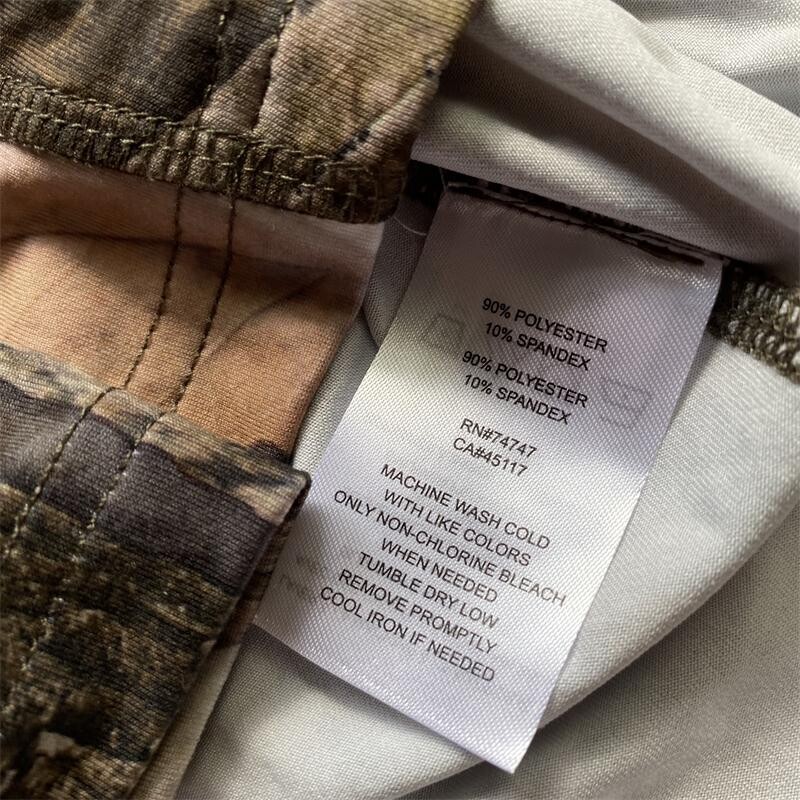 90% POLYESTER
10% SPANDEX
90% POLYESTER
10% SPANDEX
RN#74747
CA#45117
MACHINE WASH COLD
WITH LIKE COLORS
ONLY NON-CHLORINE BLEACH
WHEN NEEDED
TUMBLE DRY LOW
REMOVE PROMPTLY
COOL IRON IF NEEDED